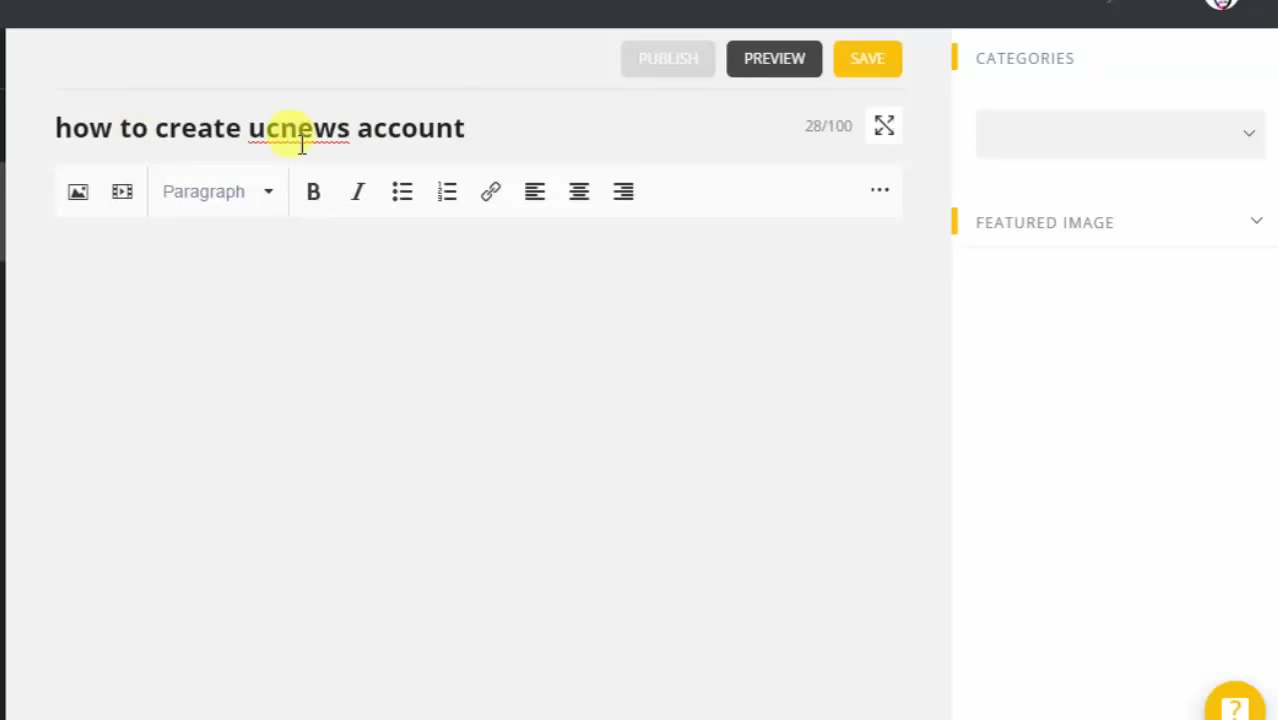 PUBLISH PREVIEW SAVE
CATEGORIES
how to create ucnews account
28/100
Paragraph
B I
FEATURED IMAGE
?